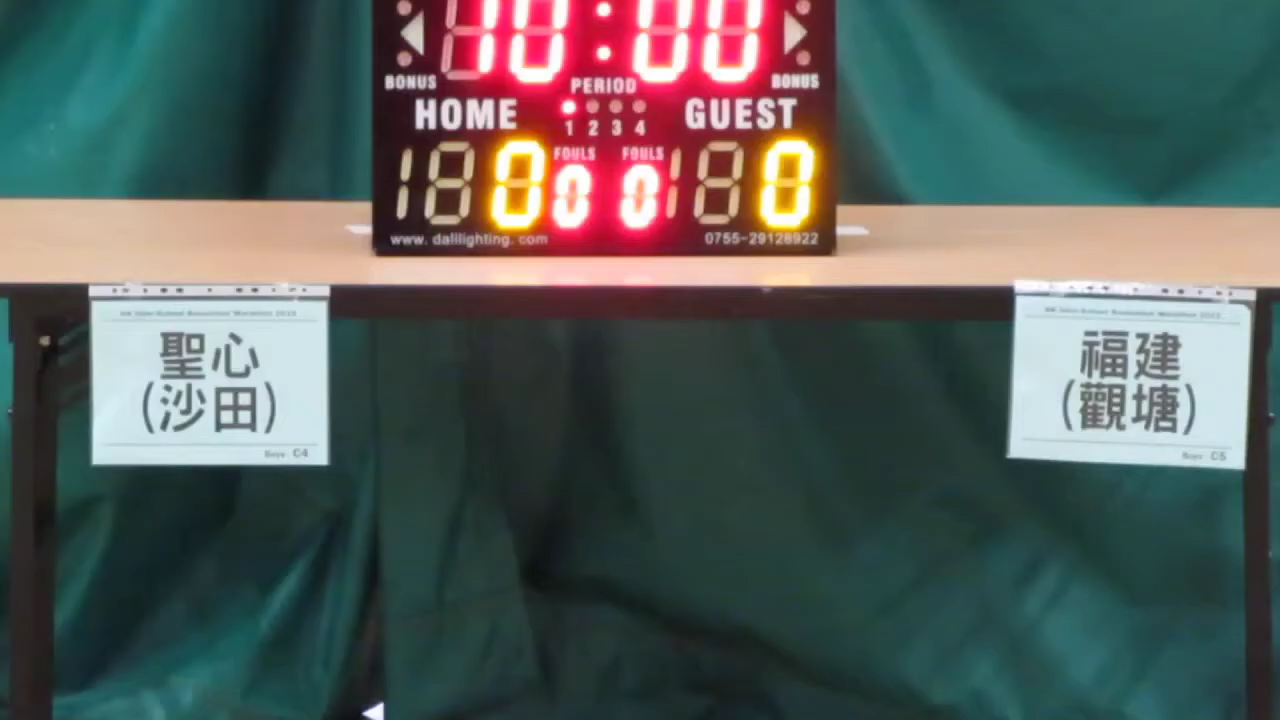 10:00
BONUS PERIOD BONUS
HOME GUEST
1 2 3 4
FOULS FOULS
0 0 0 0
www.dalilighting.com 0755-29128922
聖心
(沙田)
Boys C4
福建
(觀塘)
Boys C5